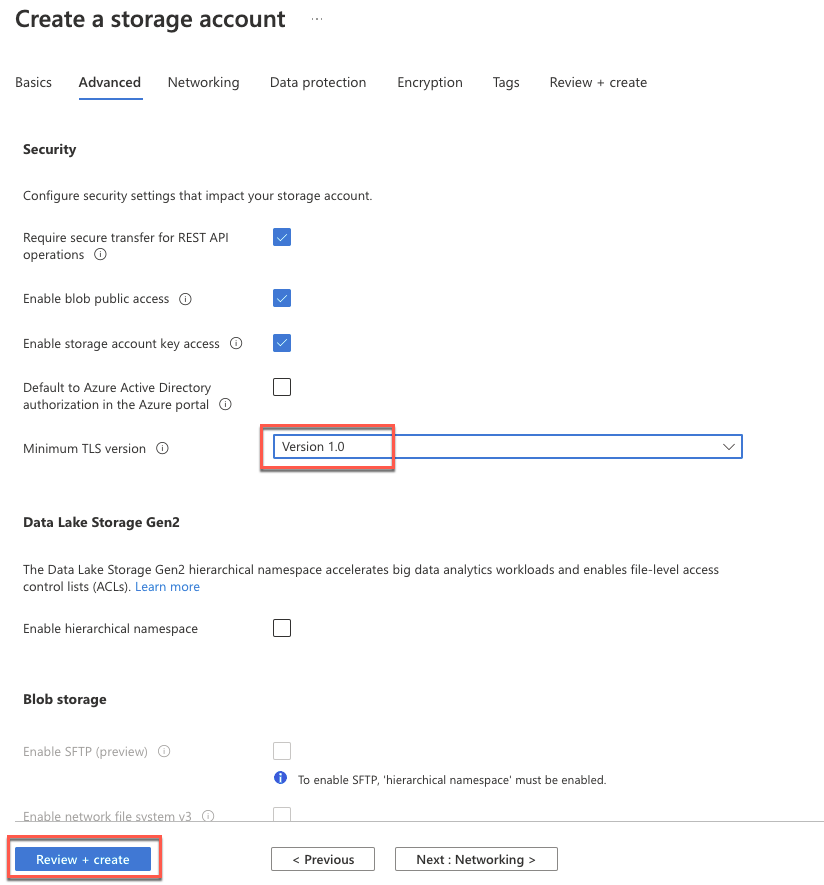 Create a storage account ...
Basics Advanced Networking Data protection Encryption Tags Review + create
Security
Configure security settings that impact your storage account.
Require secure transfer for REST API
operations
Enable blob public access
Enable storage account key access
Default to Azure Active Directory
authorization in the Azure portal
Minimum TLS version Version 1.0
Data Lake Storage Gen2
The Data Lake Storage Gen2 hierarchical namespace accelerates big data analytics workloads and enables file-level access
control lists (ACLs). Learn more
Enable hierarchical namespace
Blob storage
Enable SFTP (preview)
To enable SFTP, 'hierarchical namespace' must be enabled.
Enable network file system v3
Review + create < Previous Next : Networking >